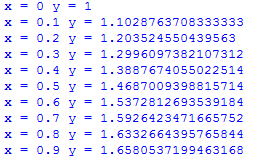 x = 0 y = 1
x = 0.1 y = 1.1028763708333333
x = 0.2 y = 1.203524550439563
x = 0.3 y = 1.2996097382107312
x = 0.4 y = 1.3887674055022514
x = 0.5 y = 1.4687009398815714
x = 0.6 y = 1.5372812693539184
x = 0.7 y = 1.5926423471665752
x = 0.8 y = 1.6332664395765844
x = 0.9 y = 1.6580537199463168